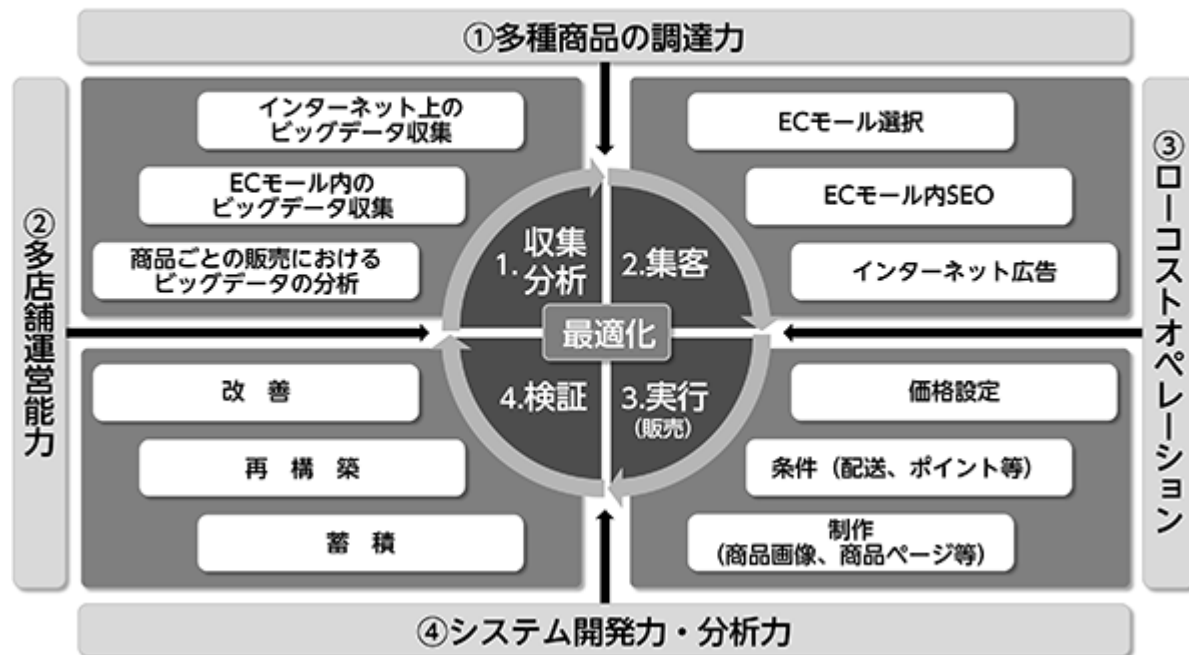 ①多種商品の調達力
インターネット上の
ビッグデータ収集
ECモール内の
ビッグデータ収集
商品ごとの販売における
ビッグデータの分析
ECモール選択
ECモール内SEO
インターネット広告
②多店舗運営能力
③ローコストオペレーション
1.収集
分析
2.集客
最適化
4.検証
3.実行
(販売)
改 善
再 構 築
蓄 積
価格設定
条件（配送、ポイント等）
制作
（商品画像、商品ページ等）
④システム開発力・分析力